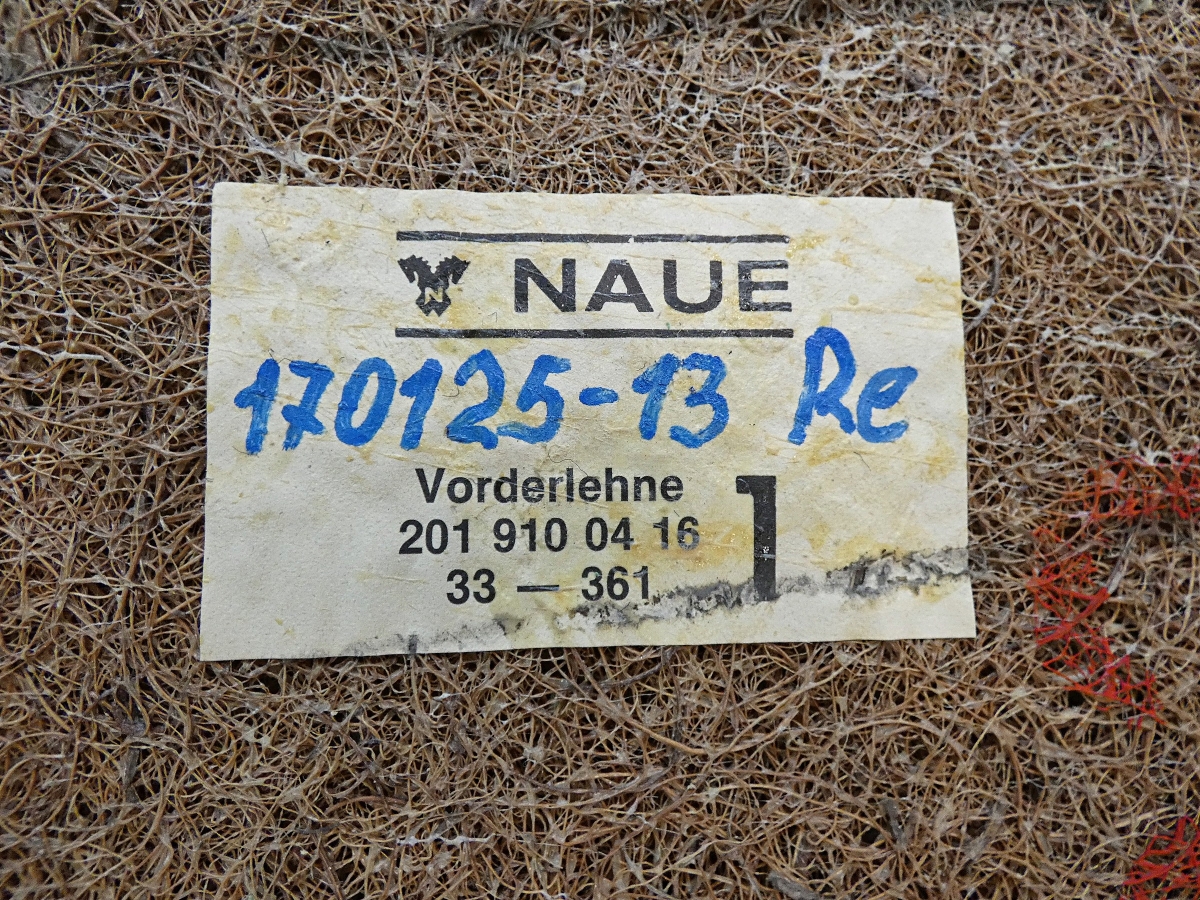 NAUE
170125-13 Re
Vorderlehne
201 910 04 16
33 — 361
1